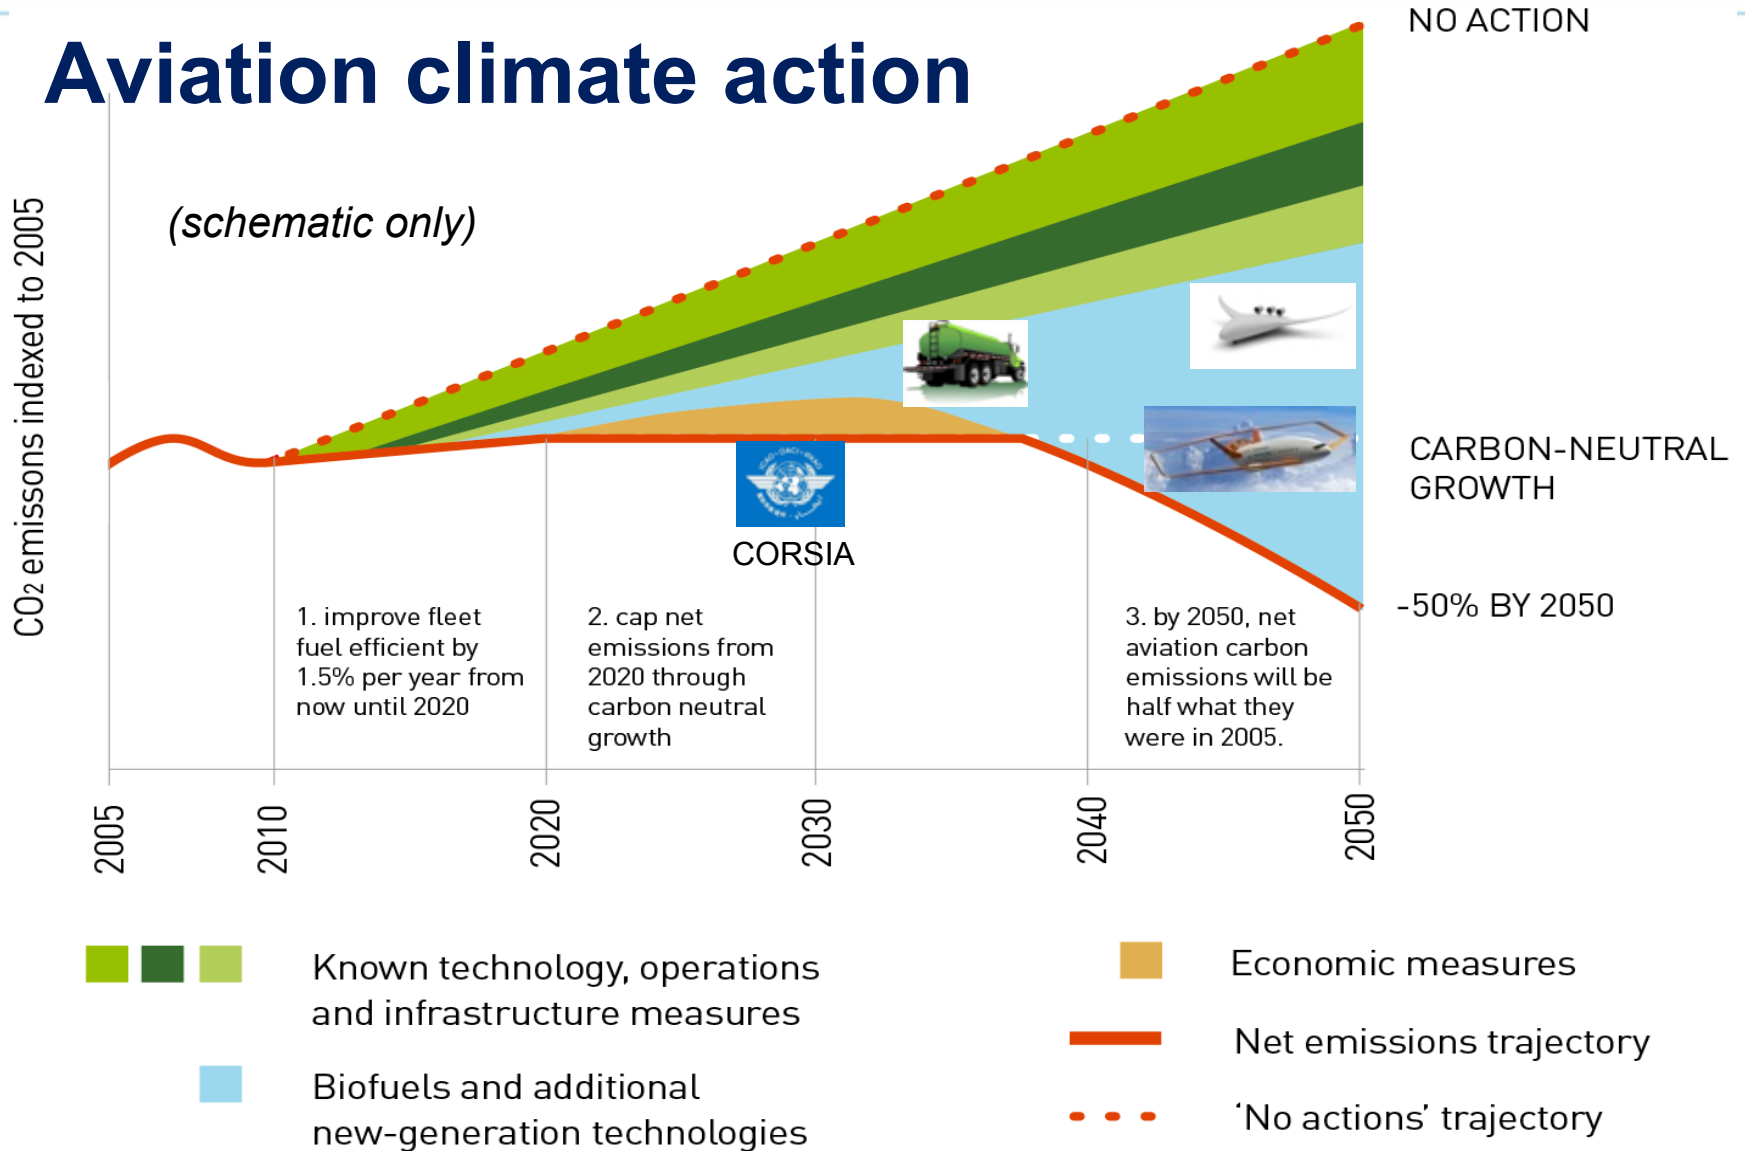 Aviation climate action
NO ACTION
(schematic only)
CO2 emissons indexed to 2005
CARBON-NEUTRAL
GROWTH
CORSIA
-50% BY 2050
1. improve fleet
fuel efficient by
1.5% per year from
now until 2020
2. cap net
emissions from
2020 through
carbon neutral
growth
3. by 2050, net
aviation carbon
emissions will be
half what they
were in 2005.
2005
2010
2020
2030
2040
2050
Known technology, operations
and infrastructure measures
Biofuels and additional
new-generation technologies
Economic measures
Net emissions trajectory
‘No actions’ trajectory